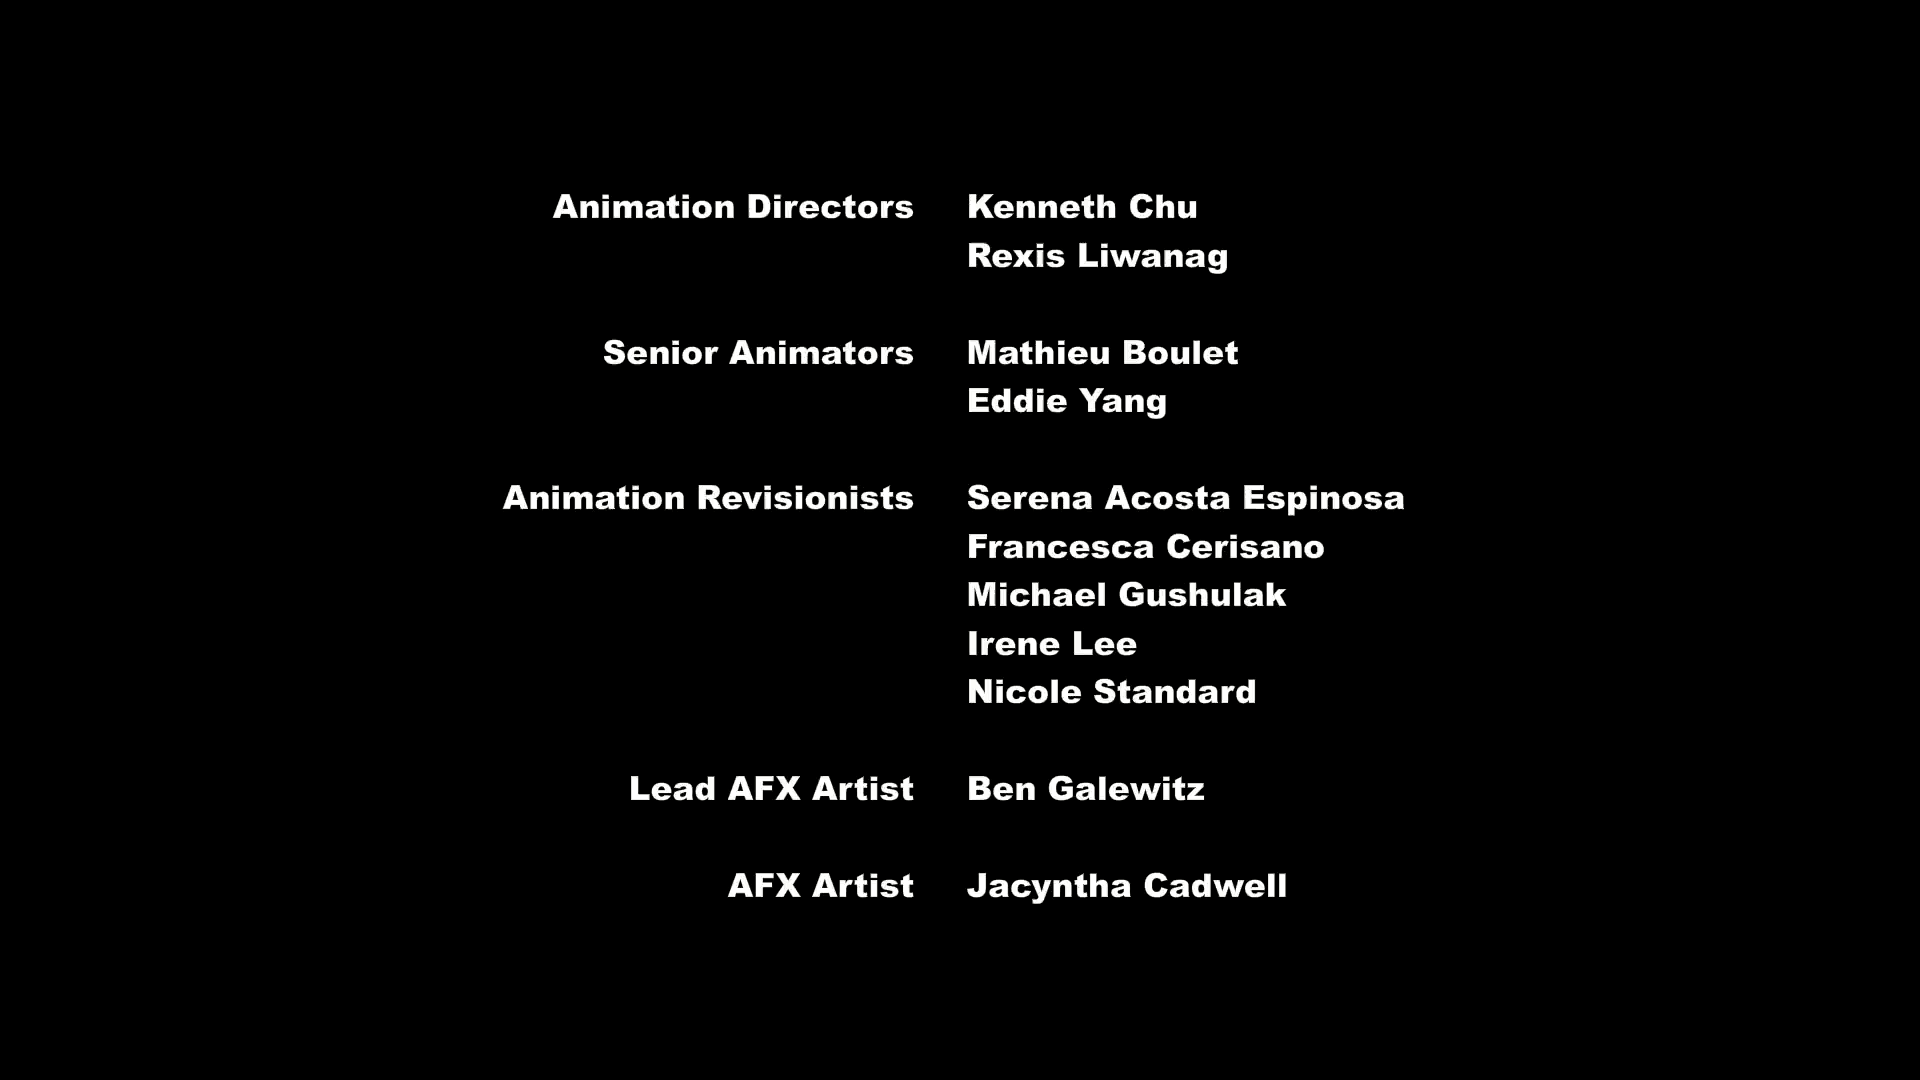 Animation Directors Kenneth Chu
Rexis Liwanag
Senior Animators Mathieu Boulet
Eddie Yang
Animation Revisionists Serena Acosta Espinosa
Francesca Cerisano
Michael Gushulak
Irene Lee
Nicole Standard
Lead AFX Artist Ben Galewitz
AFX Artist Jacyntha Cadwell